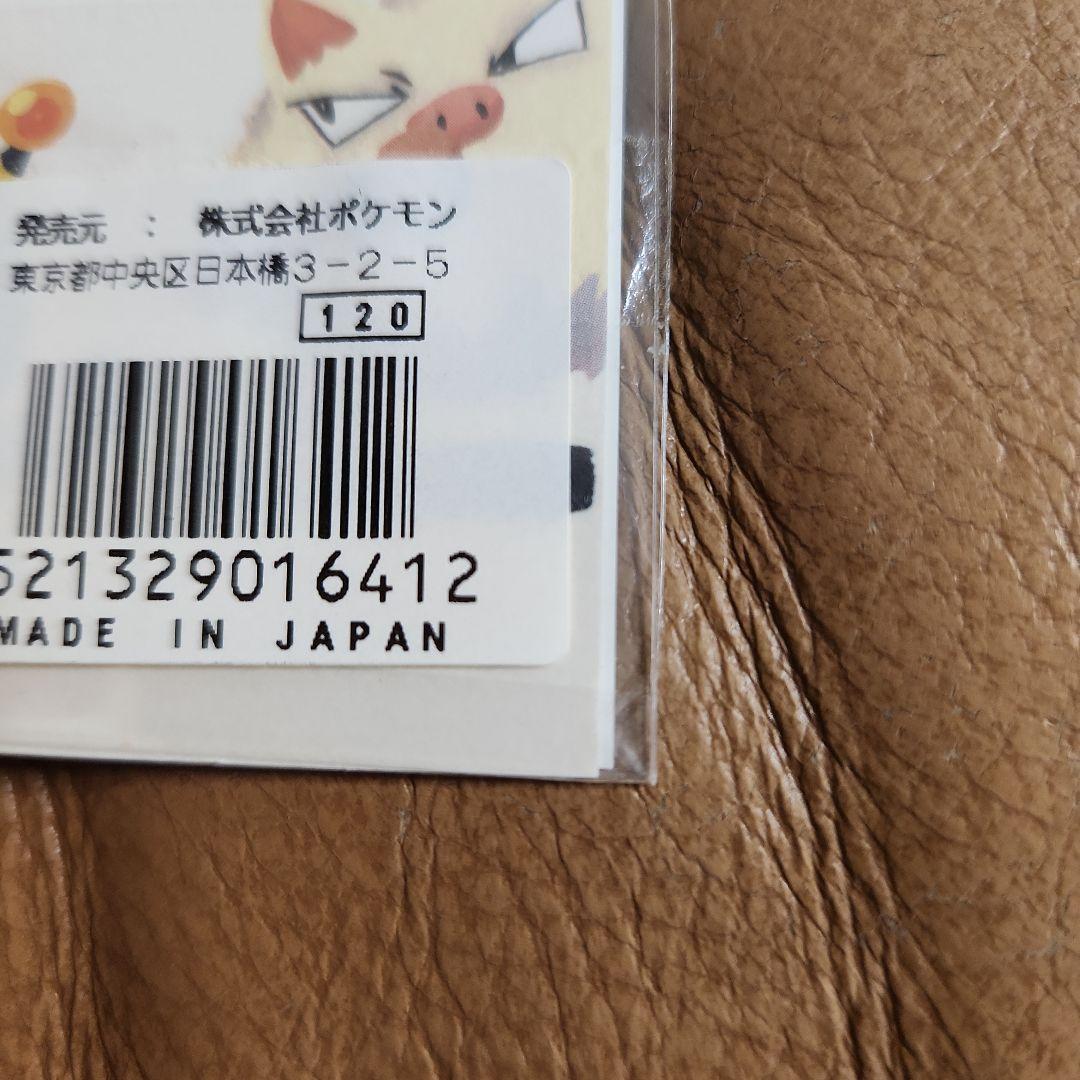 発売元 : 株式会社ポケモン
東京都中央区日本橋3-2-5
120
521329016412
MADE IN JAPAN